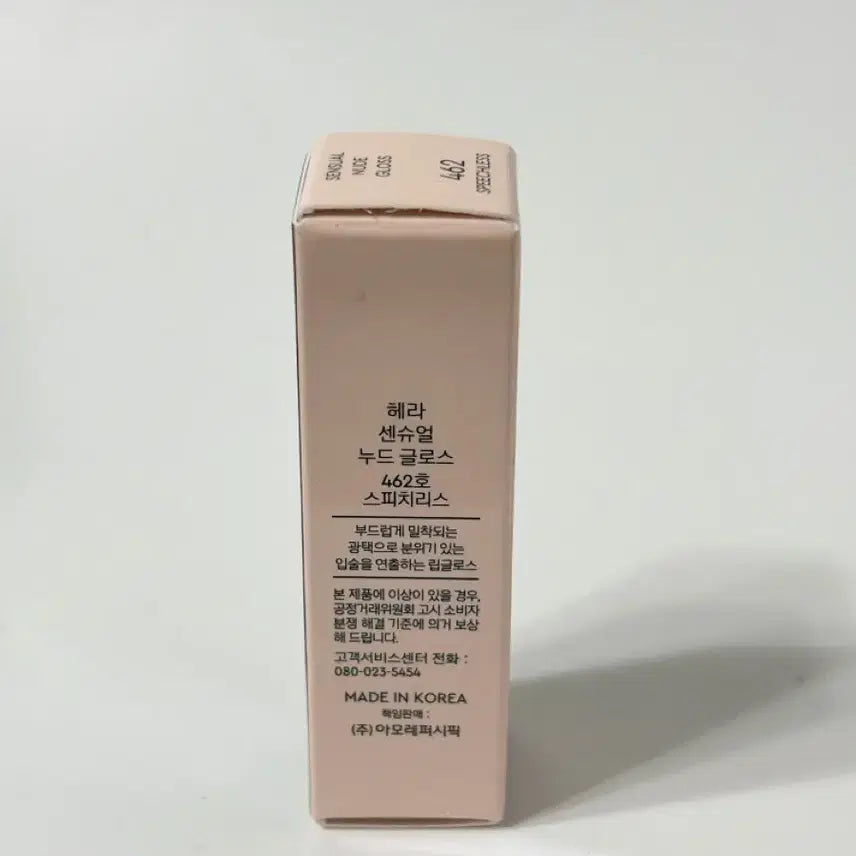 SENSUAL
NUDE
GLOSS
462
SPEECHLESS
헤라
센슈얼
누드 글로스
462호
스피치리스
부드럽게 밀착되는
광택으로 분위기 있는
입술을 연출하는 립글로스
본 제품에 이상이 있을 경우,
공정거래위원회 고시 소비자
분쟁 해결 기준에 의거 보상
해 드립니다.
고객서비스센터 전화 :
080-023-5454
MADE IN KOREA
책임판매 :
(주)아모레퍼시픽